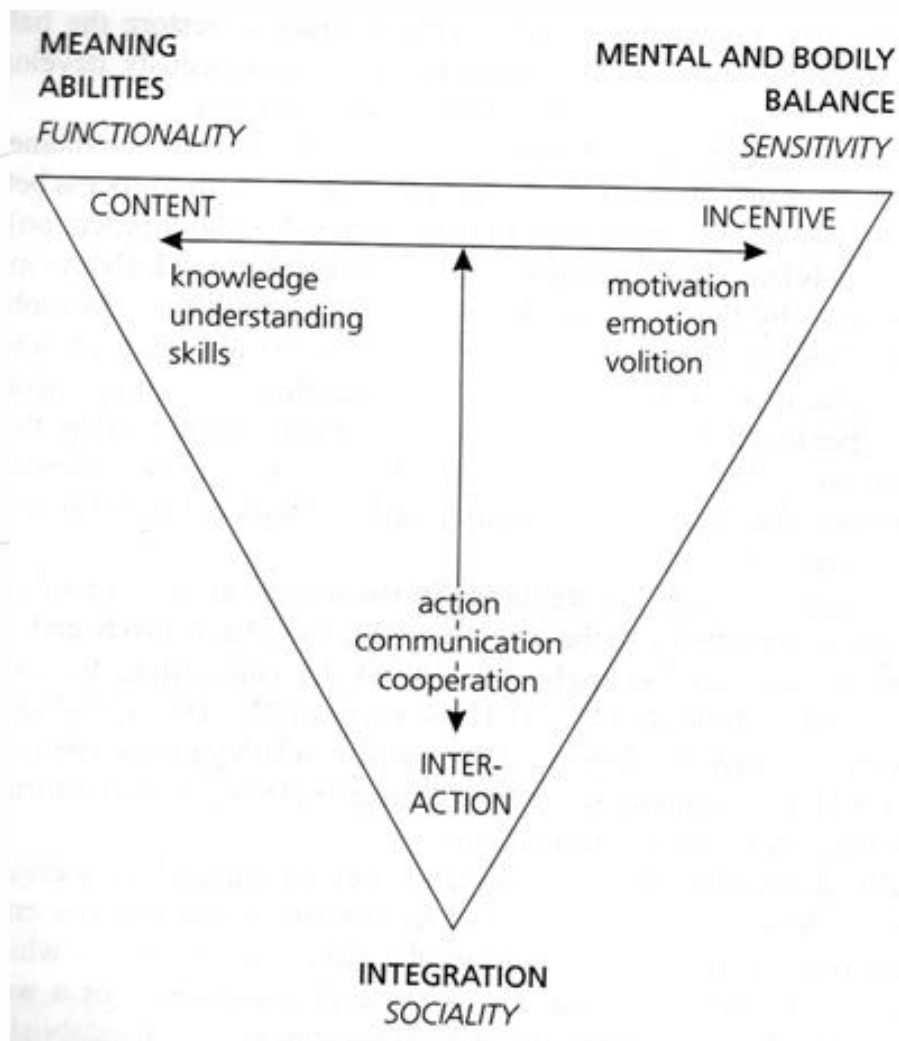 MEANING
ABILITIES
FUNCTIONALITY
MENTAL AND BODILY
BALANCE
SENSITIVITY
CONTENT
INCENTIVE
knowledge
understanding
skills
motivation
emotion
volition
action
communication
cooperation
INTER-
ACTION
INTEGRATION
SOCIALITY